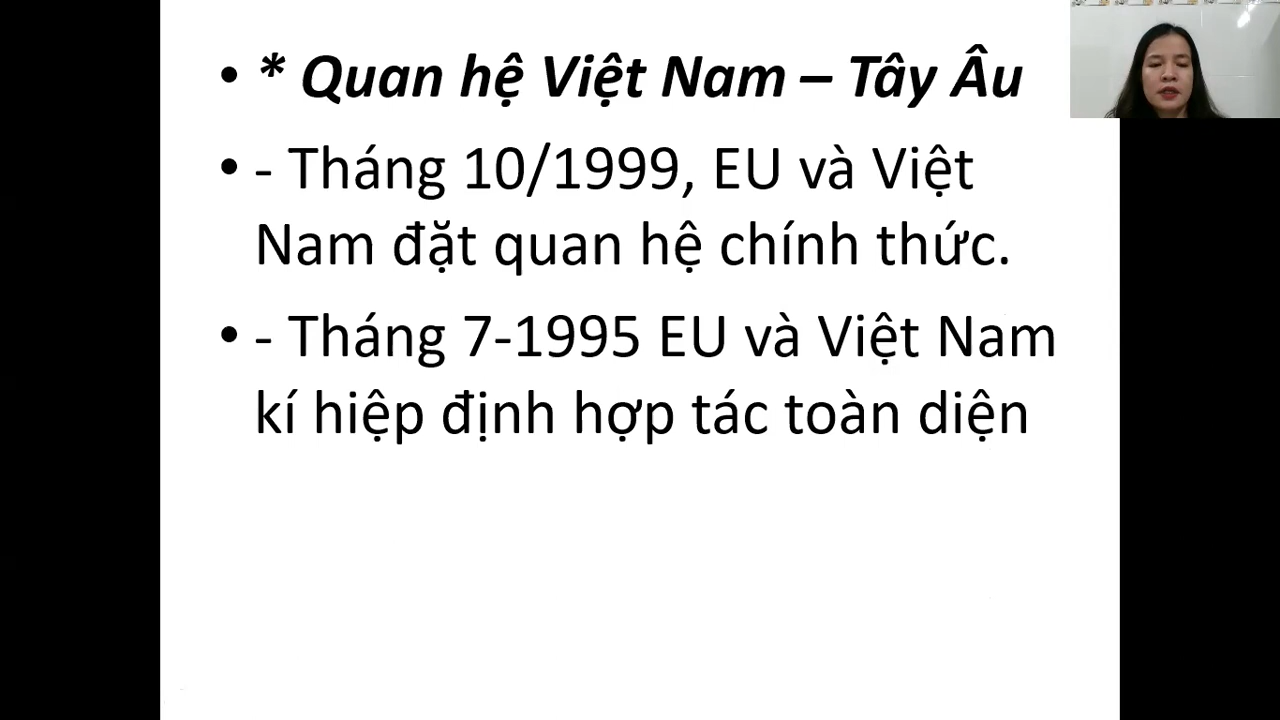 • * Quan hệ Việt Nam – Tây Âu
• - Tháng 10/1999, EU và Việt
Nam đặt quan hệ chính thức.
• - Tháng 7-1995 EU và Việt Nam
kí hiệp định hợp tác toàn diện